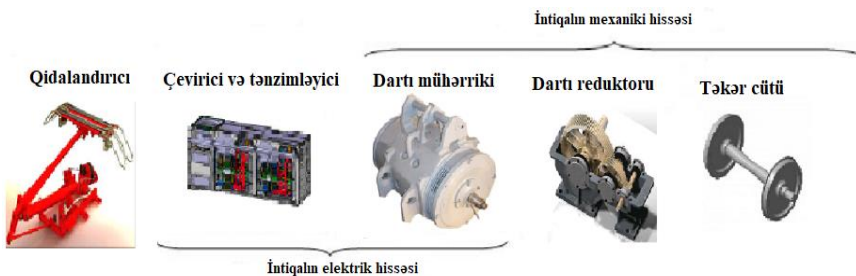 İntiqalın mexaniki hissəsi
Qidalandırıcı
Çevirici və tənzimləyici
Dartı mühərriki
Dartı reduktoru
Təkər cütü
İntiqalın elektrik hissəsi